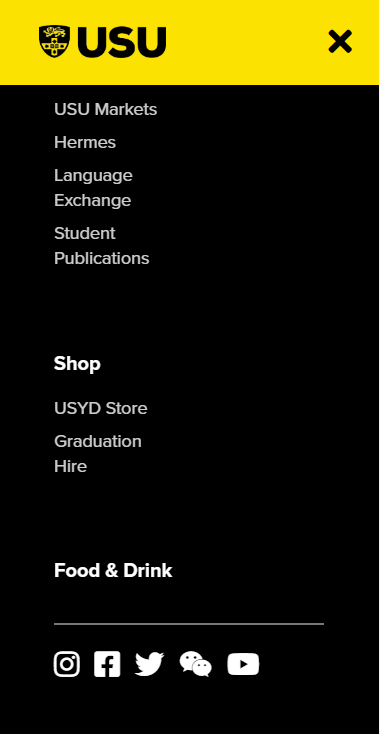 USU
USU Markets
Hermes
Language
Exchange
Student
Publications
Shop
USYD Store
Graduation
Hire
Food & Drink